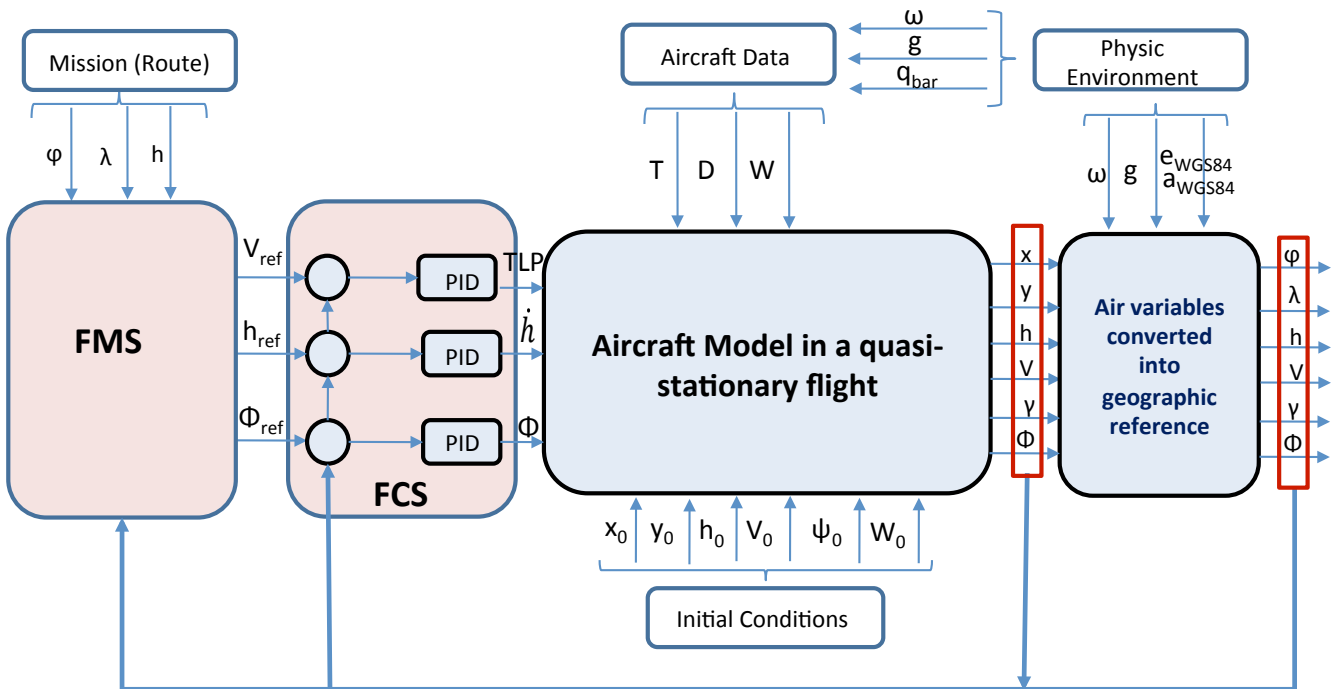 Mission (Route)
φ
λ
h
Aircraft Data
ω
g
q_bar
Physic
Environment
T
D
W
ω
g
e_WGS84
a_WGS84
FMS
V_ref
h_ref
Φ_ref
PID
PID
PID
FCS
TLP
ḣ
Φ
Aircraft Model in a quasi-
stationary flight
x
y
h
V
γ
Φ
Air variables
converted
into
geographic
reference
φ
λ
h
V
γ
Φ
x_0
y_0
h_0
V_0
ψ_0
W_0
Initial Conditions